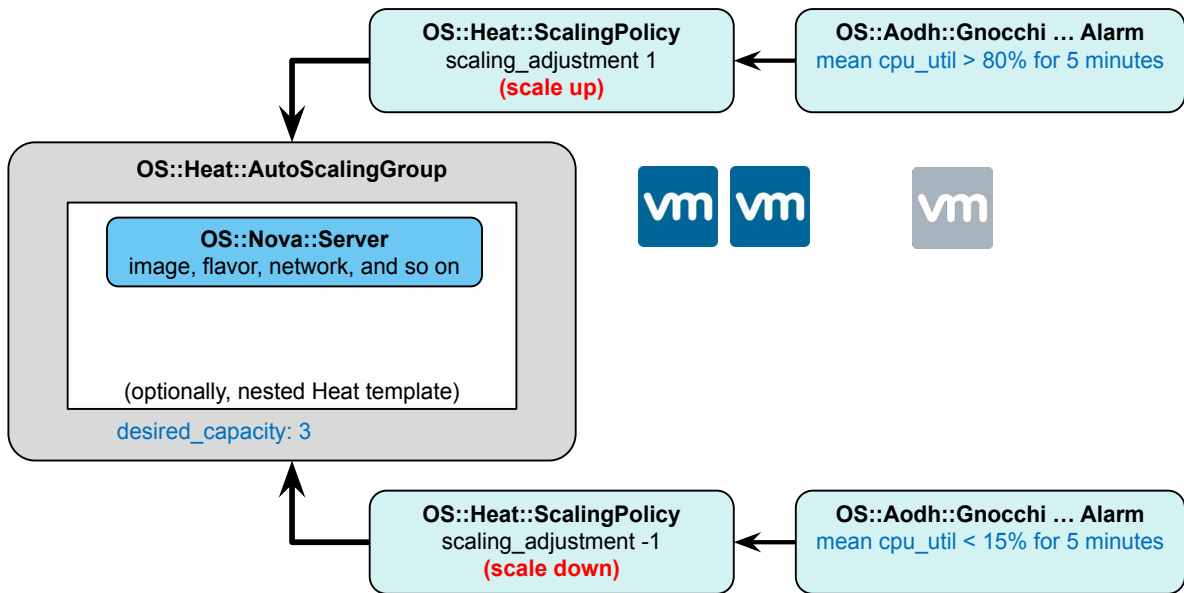 OS::Heat::ScalingPolicy
scaling_adjustment 1
(scale up)
OS::Aodh::Gnocchi ... Alarm
mean cpu_util > 80% for 5 minutes
OS::Heat::AutoScalingGroup
OS::Nova::Server
image, flavor, network, and so on
(optionally, nested Heat template)
desired_capacity: 3
vm
vm
vm
OS::Heat::ScalingPolicy
scaling_adjustment -1
(scale down)
OS::Aodh::Gnocchi ... Alarm
mean cpu_util < 15% for 5 minutes